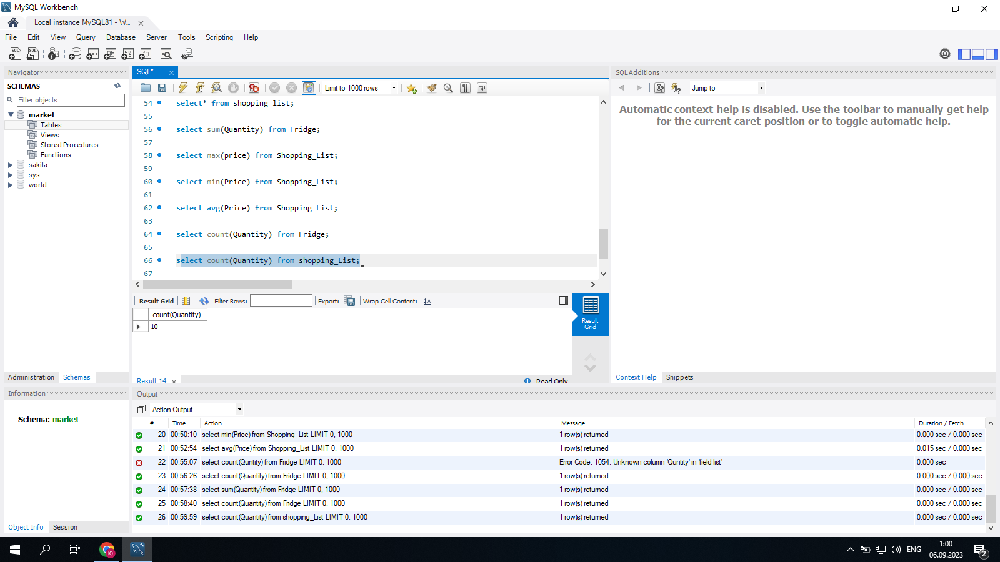 MySQL Workbench
Local instance MySQL81 - W...
File Edit View Query Database Server Tools Scripting Help
Navigator
SCHEMAS
Filter objects
market
Tables
Views
Stored Procedures
Functions
sakila
sys
world
Administration Schemas
Information
Schema: market
Object Info Session
SQL*
Limit to 1000 rows
54 select* from shopping_list;
55
56 select sum(Quantity) from Fridge;
57
58 select max(price) from Shopping_List;
59
60 select min(Price) from Shopping_List;
61
62 select avg(Price) from Shopping_List;
63
64 select count(Quantity) from Fridge;
65
66 select count(Quantity) from shopping_List;
67
Result Grid Filter Rows: Export: Wrap Cell Content:
count(Quantity)
10
Result
Grid
Result 14 Read Only
SQLAdditions
Jump to
Automatic context help is disabled. Use the toolbar to manually get help
for the current caret position or to toggle automatic help.
Context Help Snippets
Output
Action Output
# Time Action Message Duration / Fetch
20 00:50:10 select min(Price) from Shopping_List LIMIT 0, 1000 1 row(s) returned 0.000 sec / 0.000 sec
21 00:52:54 select avg(Price) from Shopping_List LIMIT 0, 1000 1 row(s) returned 0.015 sec / 0.000 sec
22 00:55:07 select count(Quntity) from Fridge LIMIT 0, 1000 Error Code: 1054. Unknown column 'Quntity' in 'field list' 0.000 sec
23 00:56:26 select count(Quantity) from Fridge LIMIT 0, 1000 1 row(s) returned 0.000 sec / 0.000 sec
24 00:57:38 select sum(Quantity) from Fridge LIMIT 0, 1000 1 row(s) returned 0.000 sec / 0.000 sec
25 00:58:40 select count(Quantity) from Fridge LIMIT 0, 1000 1 row(s) returned 0.000 sec / 0.000 sec
26 00:59:59 select count(Quantity) from shopping_List LIMIT 0, 1000 1 row(s) returned 0.000 sec / 0.000 sec
ENG
1:00
06.09.2023
2